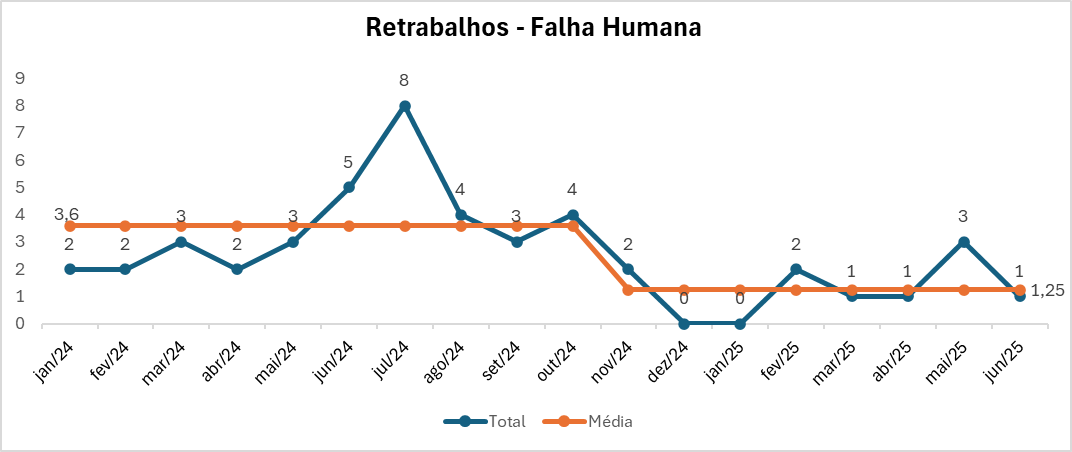 Retrabalhos - Falha Humana
9
8
7
6
5
4
3
2
1
0
3,6
2
2
3
2
3
5
8
4
3
4
2
0
0
2
1
1
3
1
1,25
jan/24
fev/24
mar/24
abr/24
mai/24
jun/24
jul/24
ago/24
set/24
out/24
nov/24
dez/24
jan/25
fev/25
mar/25
abr/25
mai/25
jun/25
Total
Média